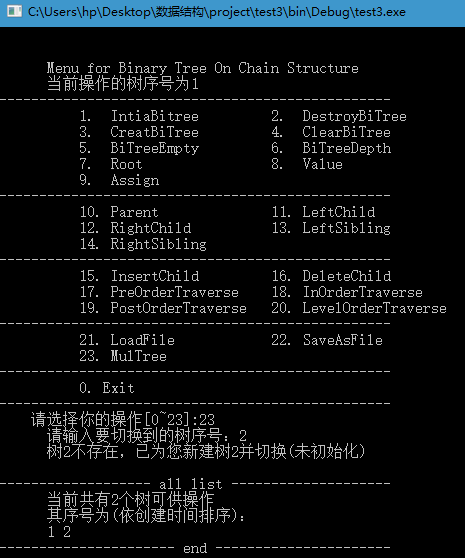 C:\Users\hp\Desktop\数据结构\project\test3\bin\Debug\test3.exe
Menu for Binary Tree On Chain Structure
当前操作的树序号为1
------------------------------------------------
1. IntiaBitree 2. DestroyBiTree
3. CreatBiTree 4. ClearBiTree
5. BiTreeEmpty 6. BiTreeDepth
7. Root 8. Value
9. Assign
------------------------------------------------
10. Parent 11. LeftChild
12. RightChild 13. LeftSibling
14. RightSibling
------------------------------------------------
15. InsertChild 16. DeleteChild
17. PreOrderTraverse 18. InOrderTraverse
19. PostOrderTraverse 20. LevelOrderTraverse
------------------------------------------------
21. LoadFile 22. SaveAsFile
23. MulTree
------------------------------------------------
0. Exit
------------------------------------------------
请选择你的操作[0~23]:23
请输入要切换到的树序号：2
树2不存在，已为您新建树2并切换(未初始化)
------------------- all list --------------------
当前共有2个树可供操作
其序号为(依创建时间排序)：
1 2
--------------------- end ---------------------